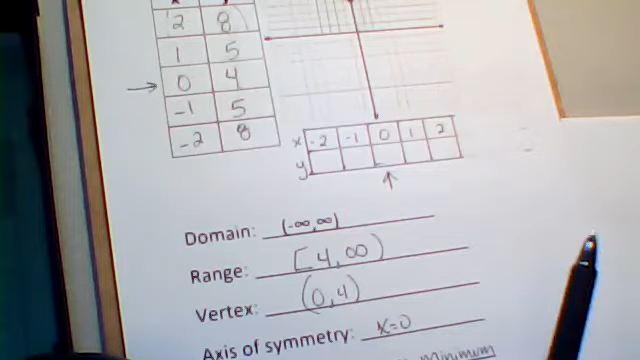 2 8
1 5
→ 0 4
-1 5
-2 8
x -2 -1 0 1 2
y
Domain: (-∞,∞)
Range: [4,∞)
Vertex: (0,4)
Axis of symmetry: x=0
Minimum